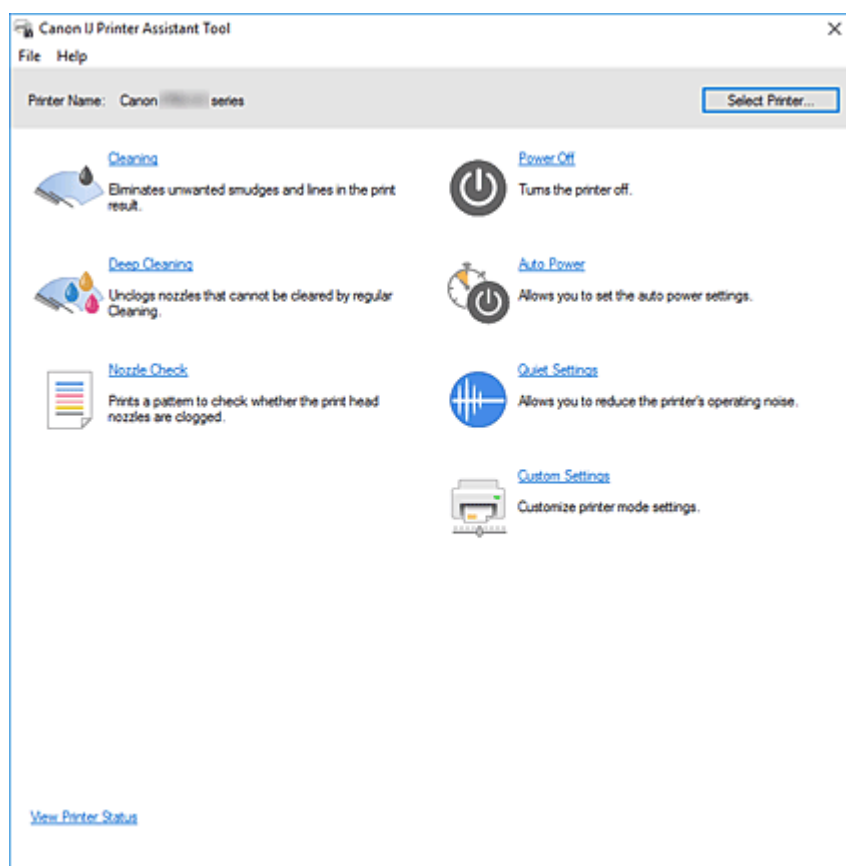 Canon IJ Printer Assistant Tool
File Help
Printer Name: Canon series
Select Printer...
Cleaning
Eliminates unwanted smudges and lines in the print
result.
Deep Cleaning
Unclogs nozzles that cannot be cleared by regular
Cleaning.
Nozzle Check
Prints a pattern to check whether the print head
nozzles are clogged.
Power Off
Turns the printer off.
Auto Power
Allows you to set the auto power settings.
Quiet Settings
Allows you to reduce the printer's operating noise.
Custom Settings
Customize printer mode settings.
View Printer Status